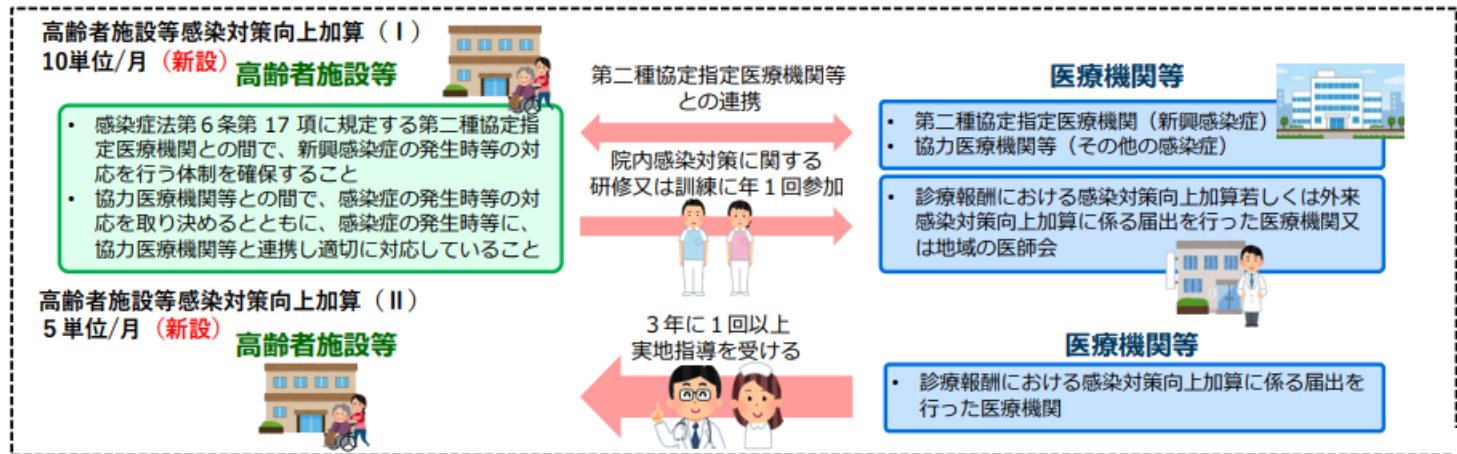 高齢者施設等感染対策向上加算（Ⅰ）
10単位/月（新設）
高齢者施設等
• 感染症法第６条第 17 項に規定する第二種協定指
定医療機関との間で、新興感染症の発生時等の対
応を行う体制を確保すること
• 協力医療機関等との間で、感染症の発生時等の対
応を取り決めるとともに、感染症の発生時等に、
協力医療機関等と連携し適切に対応していること
第二種協定指定医療機関等
との連携
院内感染対策に関する
研修又は訓練に年１回参加
医療機関等
• 第二種協定指定医療機関（新興感染症）
• 協力医療機関等（その他の感染症）
• 診療報酬における感染対策向上加算若しくは外来
感染対策向上加算に係る届出を行った医療機関又
は地域の医師会
高齢者施設等感染対策向上加算（Ⅱ）
５単位/月（新設）
高齢者施設等
３年に１回以上
実地指導を受ける
医療機関等
• 診療報酬における感染対策向上加算に係る届出を
行った医療機関